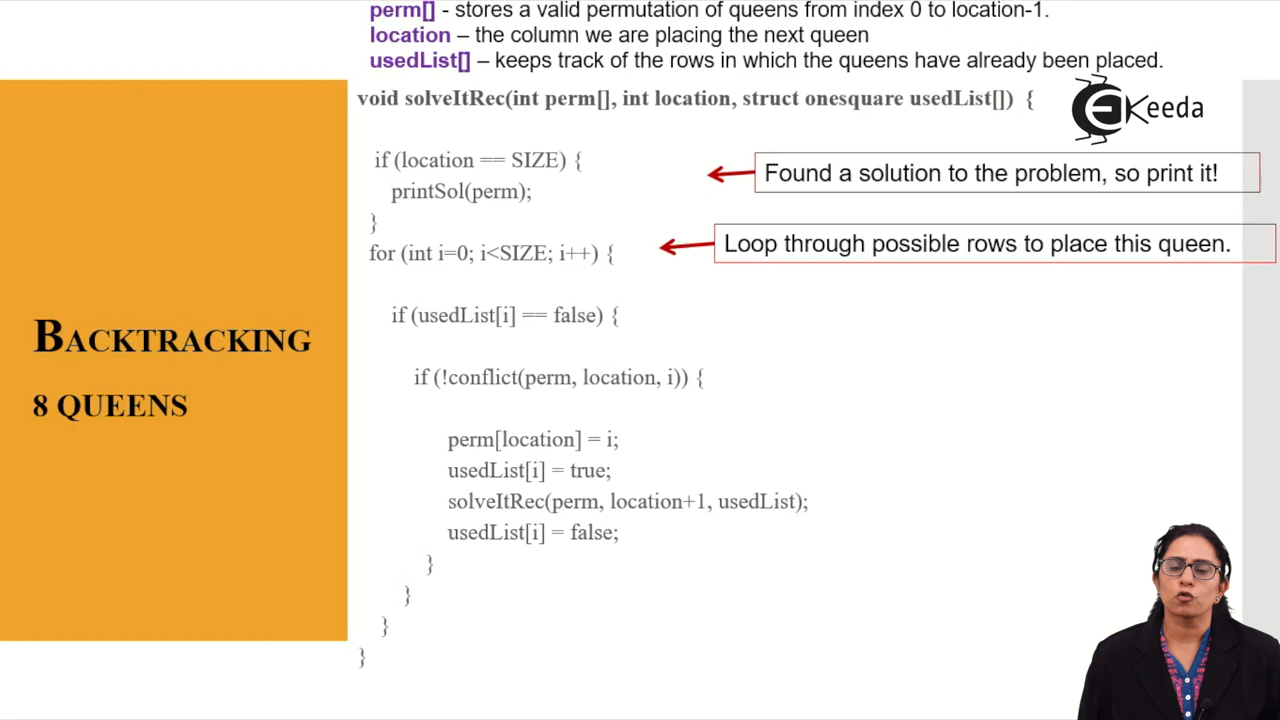 perm[] - stores a valid permutation of queens from index 0 to location-1.
location – the column we are placing the next queen
usedList[] – keeps track of the rows in which the queens have already been placed.
void solveItRec(int perm[], int location, struct onesquare usedList[]) {
EKeeda
if (location == SIZE) {
Found a solution to the problem, so print it!
printSol(perm);
}
for (int i=0; i<SIZE; i++) {
Loop through possible rows to place this queen.
if (usedList[i] == false) {
BACKTRACKING
8 QUEENS
if (!conflict(perm, location, i)) {
perm[location] = i;
usedList[i] = true;
solveItRec(perm, location+1, usedList);
usedList[i] = false;
}
}
}
}